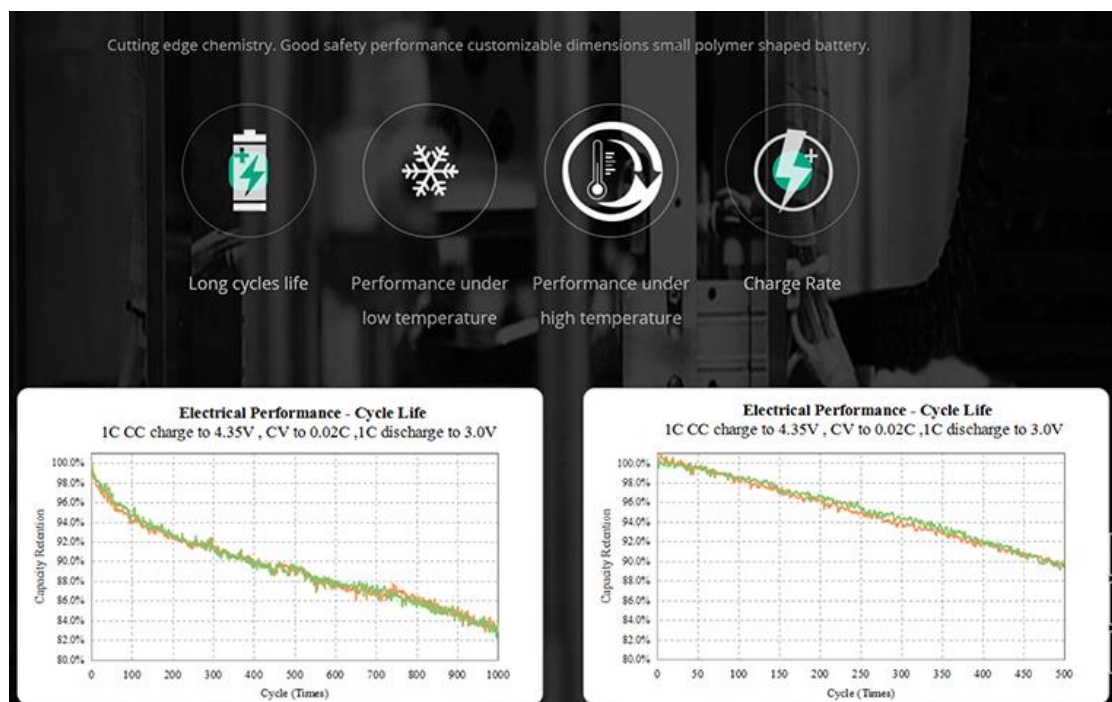 Cutting edge chemistry. Good safety performance customizable dimensions small polymer shaped battery.
Long cycles life
Performance under
low temperature
Performance under
high temperature
Charge Rate
Electrical Performance - Cycle Life
1C CC charge to 4.35V , CV to 0.02C ,1C discharge to 3.0V
Capacity Retention
100.0%
98.0%
96.0%
94.0%
92.0%
90.0%
88.0%
86.0%
84.0%
82.0%
80.0%
0 100 200 300 400 500 600 700 800 900 1000
Cycle (Times)
Electrical Performance - Cycle Life
1C CC charge to 4.35V , CV to 0.02C ,1C discharge to 3.0V
Capacity Retention
100.0%
98.0%
96.0%
94.0%
92.0%
90.0%
88.0%
86.0%
84.0%
82.0%
80.0%
0 50 100 150 200 250 300 350 400 450 500
Cycle (Times)